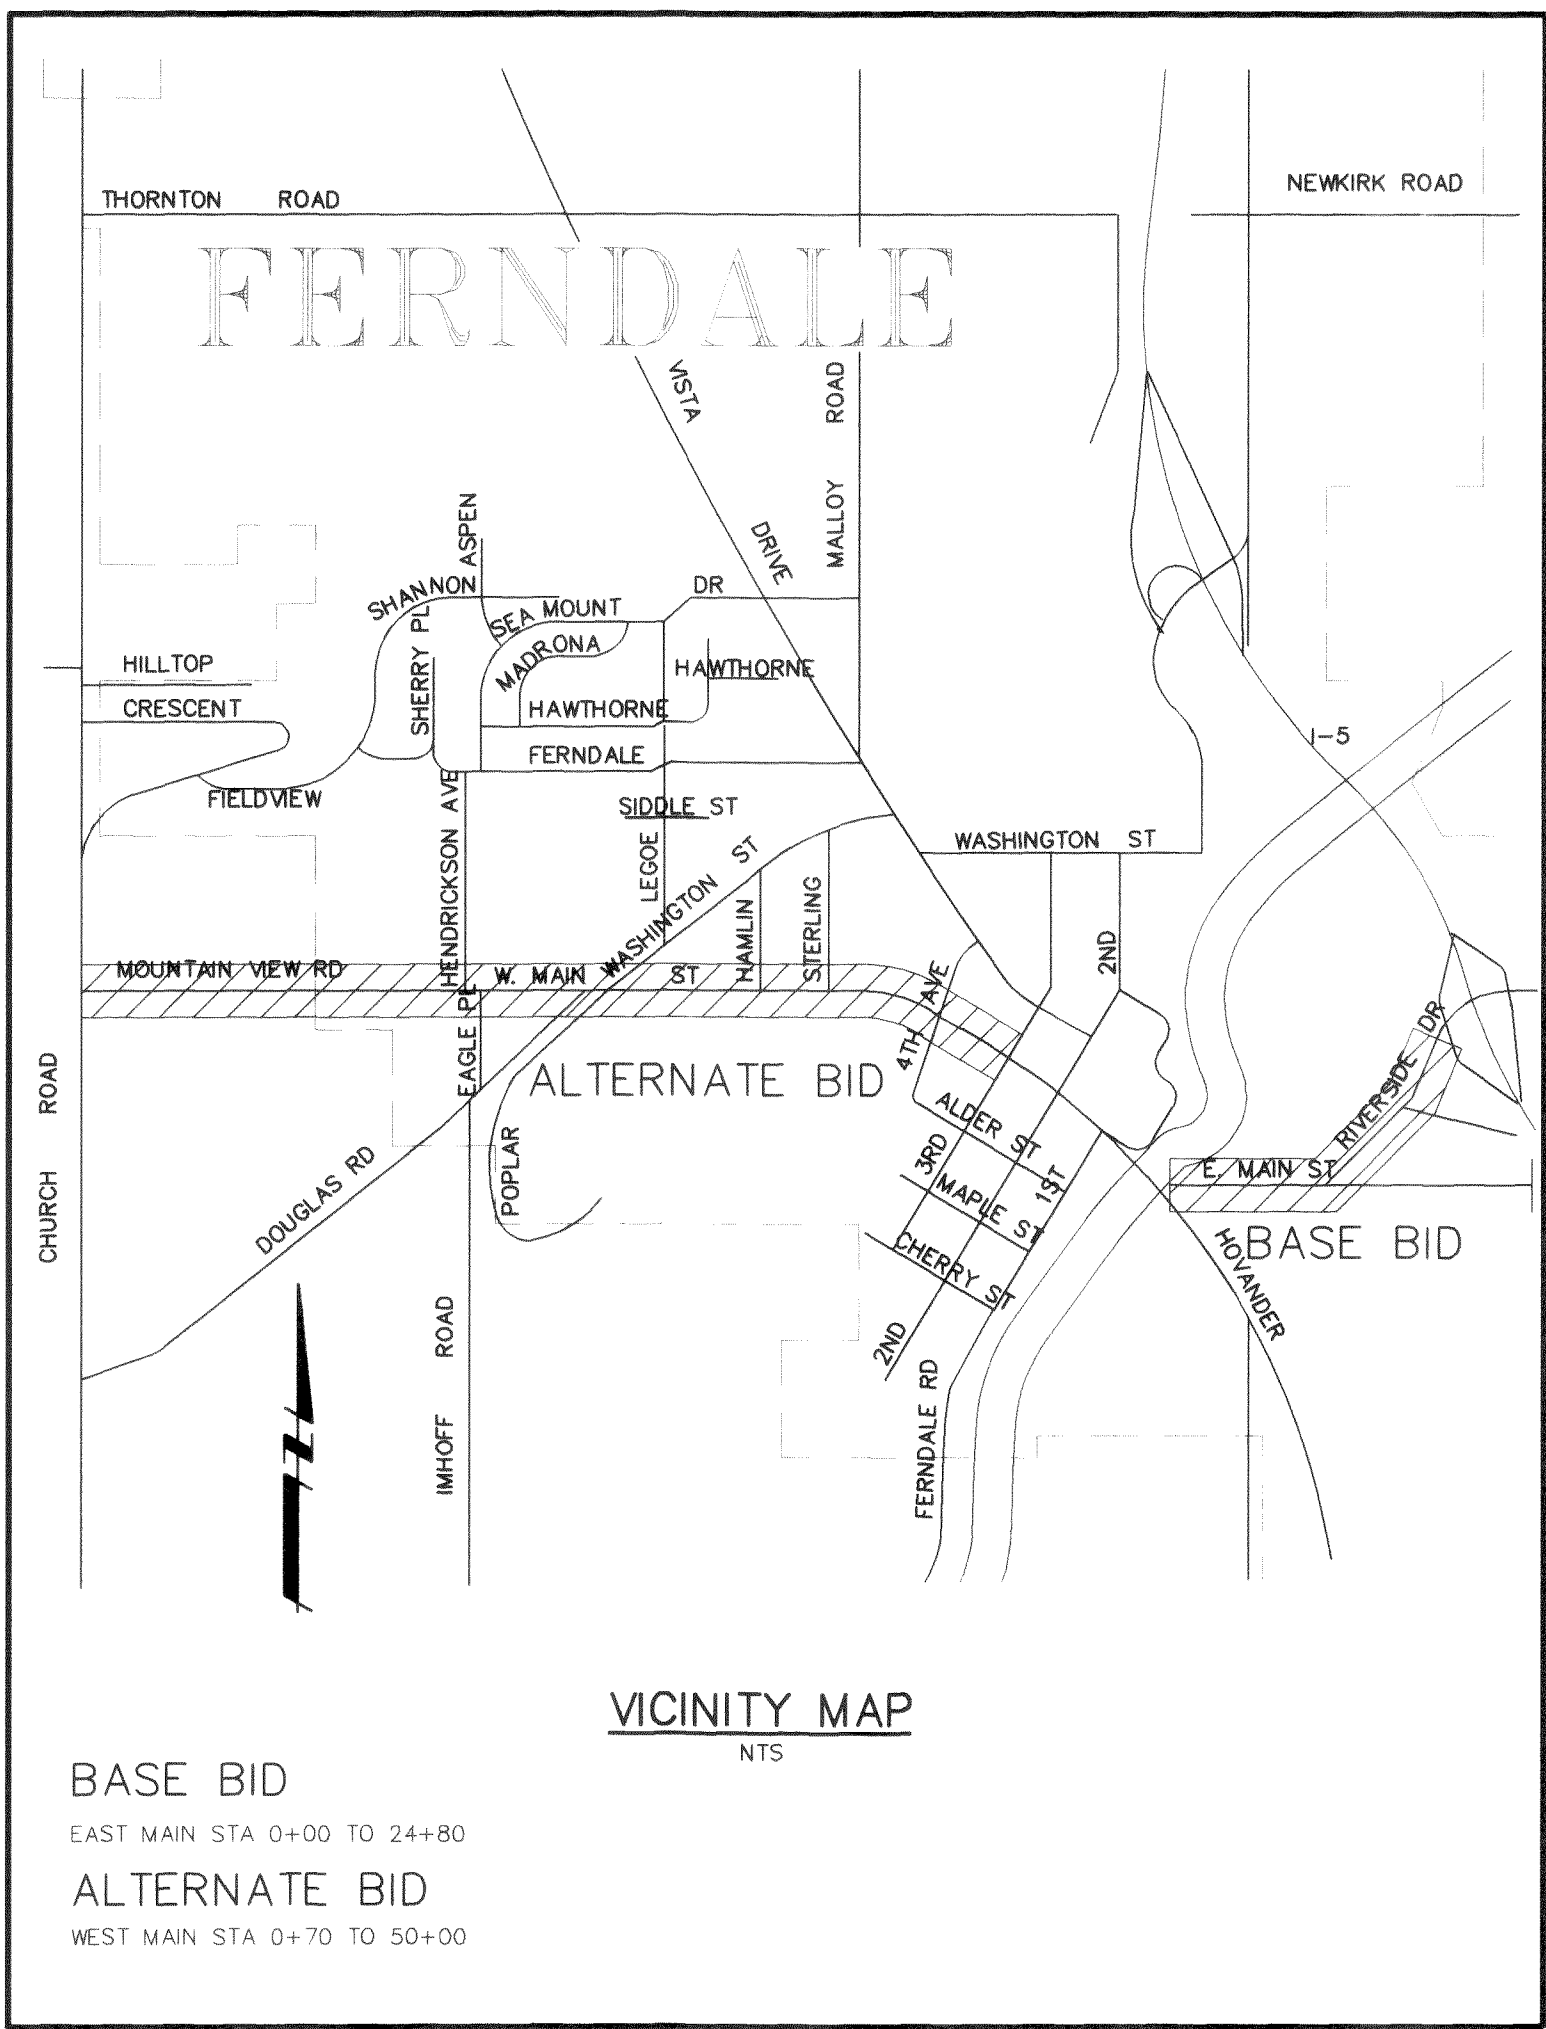 THORNTON ROAD
NEWKIRK ROAD
FERNDALE
VISTA DRIVE
MALLOY ROAD
ASPEN
SHANNON
DR
SEA MOUNT
SHERRY PL
MADRONA
HILLTOP
HAWTHORNE
CRESCENT
HAWTHORNE
I-5
FERNDALE
FIELDVIEW
HENDRICKSON AVE
SIDDLE ST
LEGOE
WASHINGTON ST
WASHINGTON ST
HAMLIN
STERLING
2ND
MOUNTAIN VIEW RD
W. MAIN ST
4TH AVE
EAGLE PL
RIVERSIDE DR
ALTERNATE BID
CHURCH ROAD
ALDER ST
3RD
POPLAR
DOUGLAS RD
MAPLE ST
1ST
E. MAIN ST
BASE BID
HOVANDER
CHERRY ST
2ND
IMHOFF ROAD
FERNDALE RD
N
VICINITY MAP
NTS
BASE BID
EAST MAIN STA 0+00 TO 24+80
ALTERNATE BID
WEST MAIN STA 0+70 TO 50+00